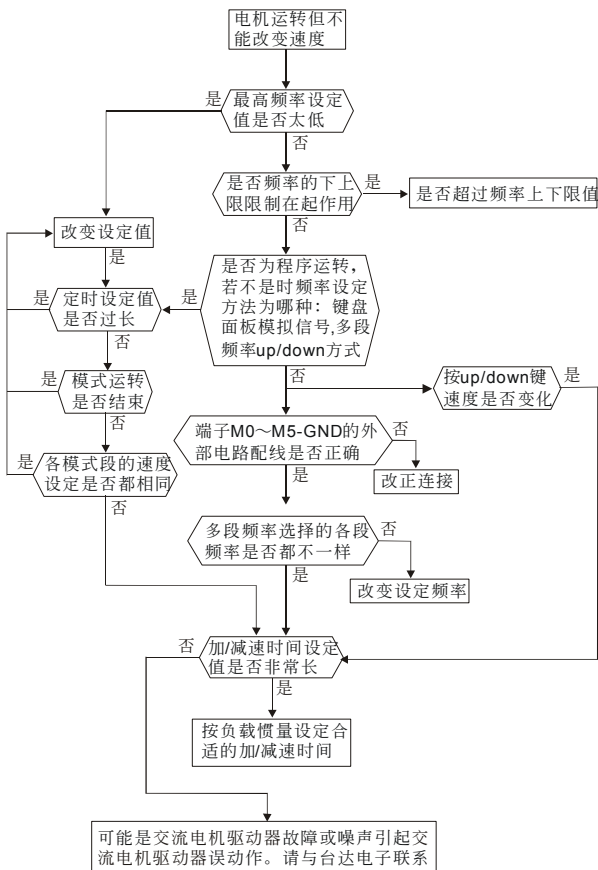 电机运转但不
能改变速度
是
最高频率设定
值是否太低
否
是否频率的下上
限限制在起作用
是
是否超过频率上下限值
否
改变设定值
是
是否为程序运转，
若不是时频率设定
方法为哪种：键盘
面板模拟信号,多段
频率up/down方式
是
定时设定值
是否过长
是
否
否
是
模式运转
是否结束
按up/down键
速度是否变化
是
否
端子M0～M5-GND的外
部电路配线是否正确
否
改正连接
是
各模式段的速度
设定是否都相同
是
否
多段频率选择的各段
频率是否都不一样
否
改变设定频率
是
否
加/减速时间设定
值是否非常长
是
按负载惯量设定合
适的加/减速时间
可能是交流电机驱动器故障或噪声引起交
流电机驱动器误动作。请与台达电子联系